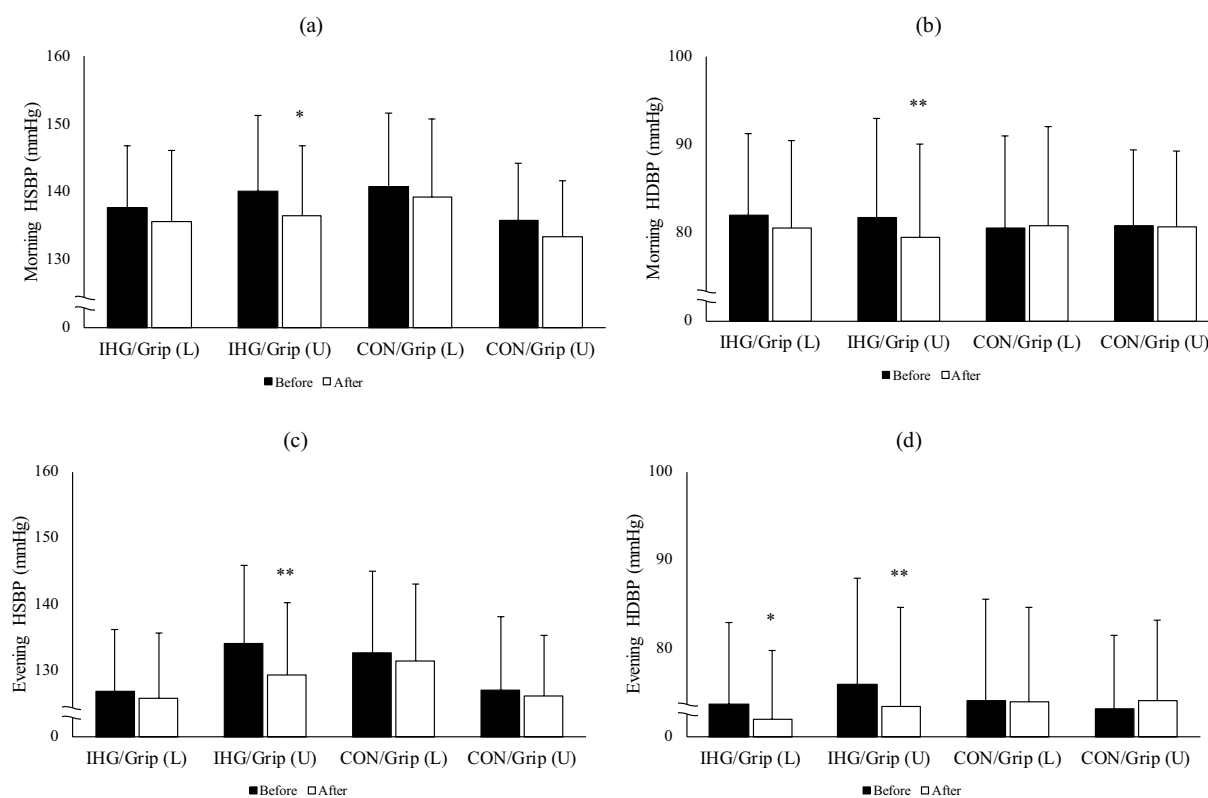 (a)
Morning HSBP (mmHg)
160
150
140
130
0
*
IHG/Grip (L) IHG/Grip (U) CON/Grip (L) CON/Grip (U)
Before After
(b)
Morning HDBP (mmHg)
100
90
80
0
**
IHG/Grip (L) IHG/Grip (U) CON/Grip (L) CON/Grip (U)
Before After
(c)
Evening HSBP (mmHg)
160
150
140
130
0
**
IHG/Grip (L) IHG/Grip (U) CON/Grip (L) CON/Grip (U)
Before After
(d)
Evening HDBP (mmHg)
100
90
80
0
* **
IHG/Grip (L) IHG/Grip (U) CON/Grip (L) CON/Grip (U)
Before After